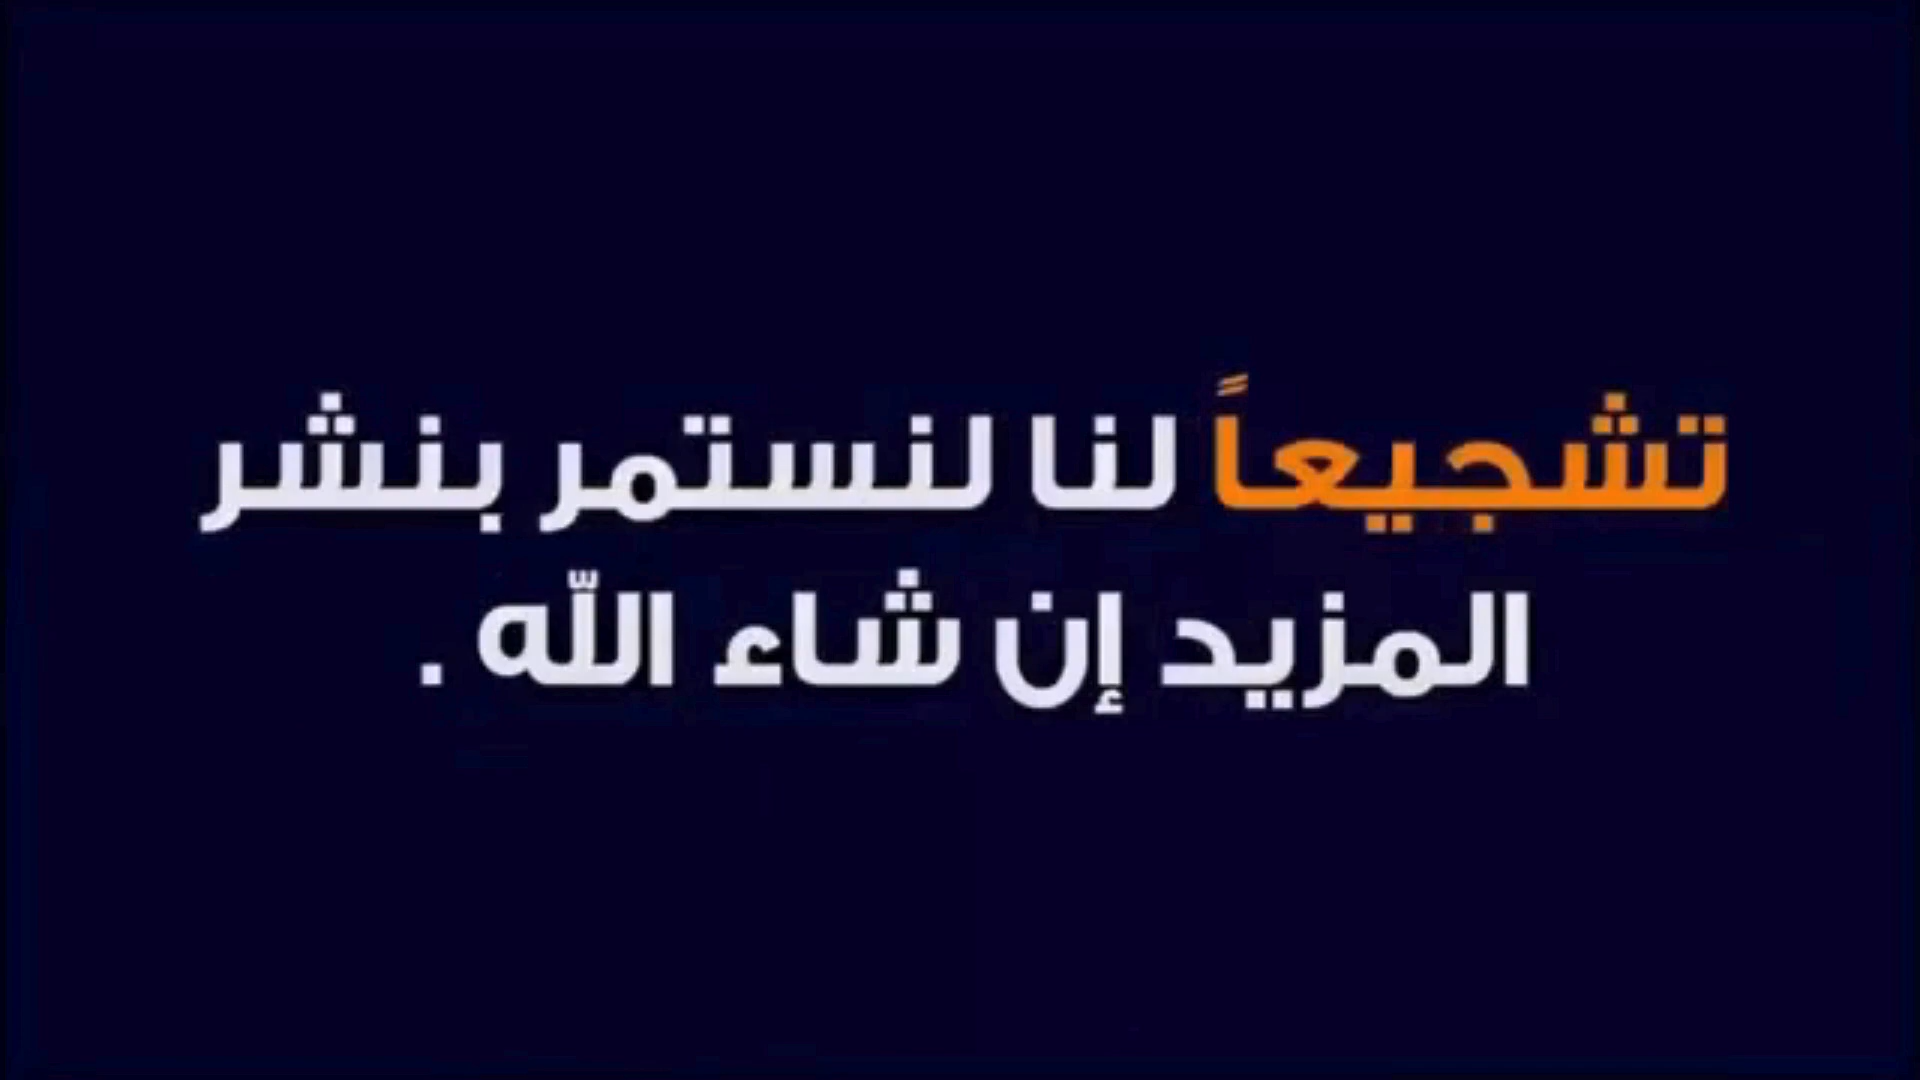 تشجيعاً لنا لنستمر بنشر
المزيد إن شاء اللّه .